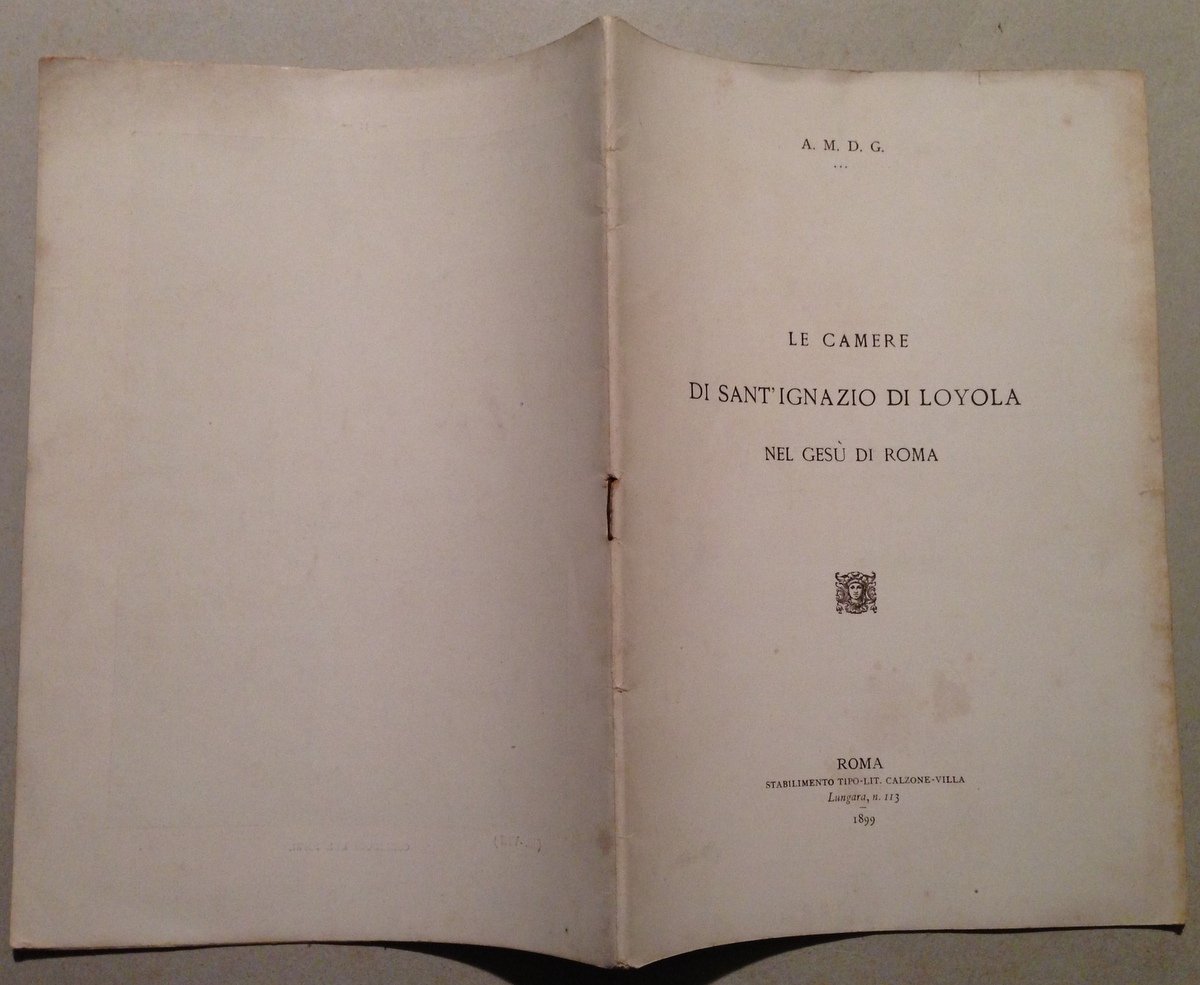 A. M. D. G.
LE CAMERE
DI SANT'IGNAZIO DI LOYOLA
NEL GESÙ DI ROMA
ROMA
STABILIMENTO TIPO-LIT. CALZONE-VILLA
Lungara, n. 113
1899